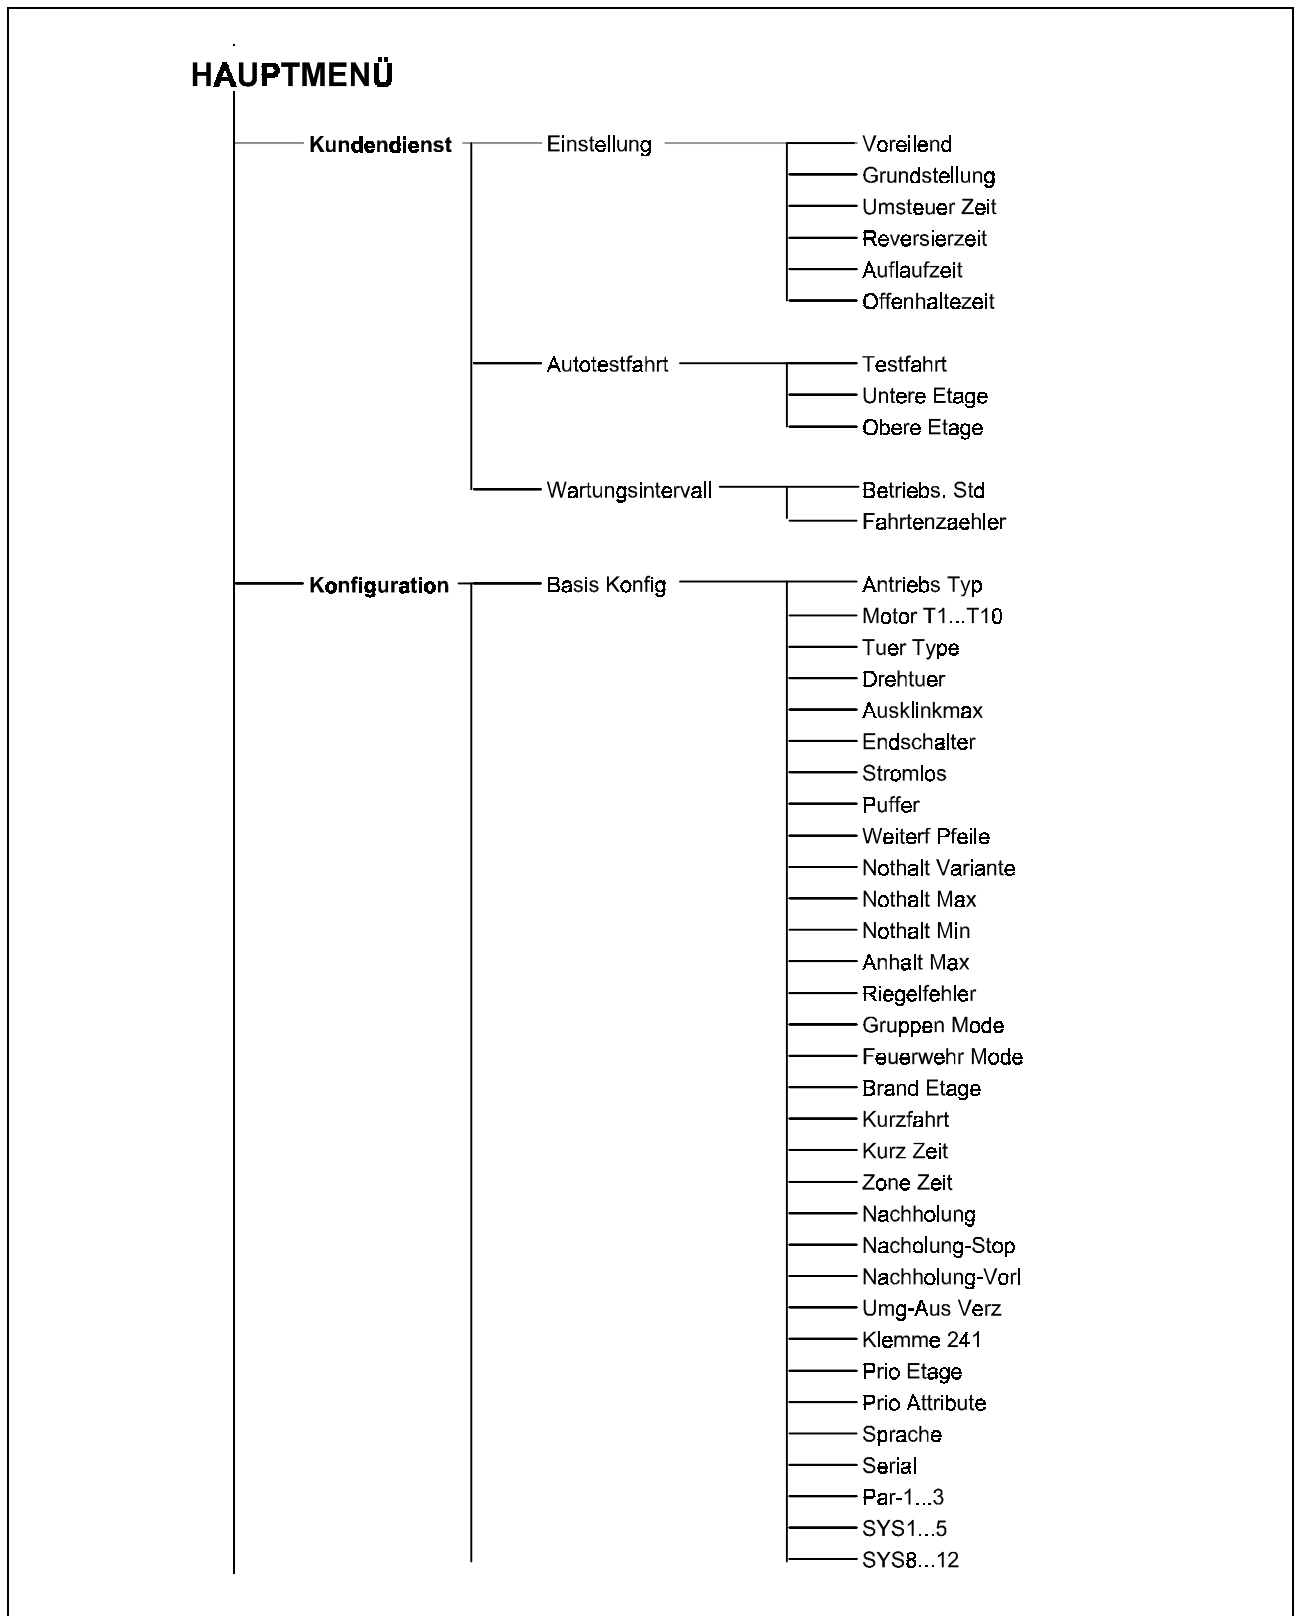 HAUPTMENÜ
Kundendienst Einstellung Voreilend
Grundstellung
Umsteuer Zeit
Reversierzeit
Auflaufzeit
Offenhaltezeit
Autotestfahrt Testfahrt
Untere Etage
Obere Etage
Wartungsintervall Betriebs. Std
Fahrtenzaehler
Konfiguration Basis Konfig Antriebs Typ
Motor T1...T10
Tuer Type
Drehtuer
Ausklinkmax
Endschalter
Stromlos
Puffer
Weiterf Pfeile
Nothalt Variante
Nothalt Max
Nothalt Min
Anhalt Max
Riegelfehler
Gruppen Mode
Feuerwehr Mode
Brand Etage
Kurzfahrt
Kurz Zeit
Zone Zeit
Nachholung
Nacholung-Stop
Nachholung-Vorl
Umg-Aus Verz
Klemme 241
Prio Etage
Prio Attribute
Sprache
Serial
Par-1...3
SYS1...5
SYS8...12